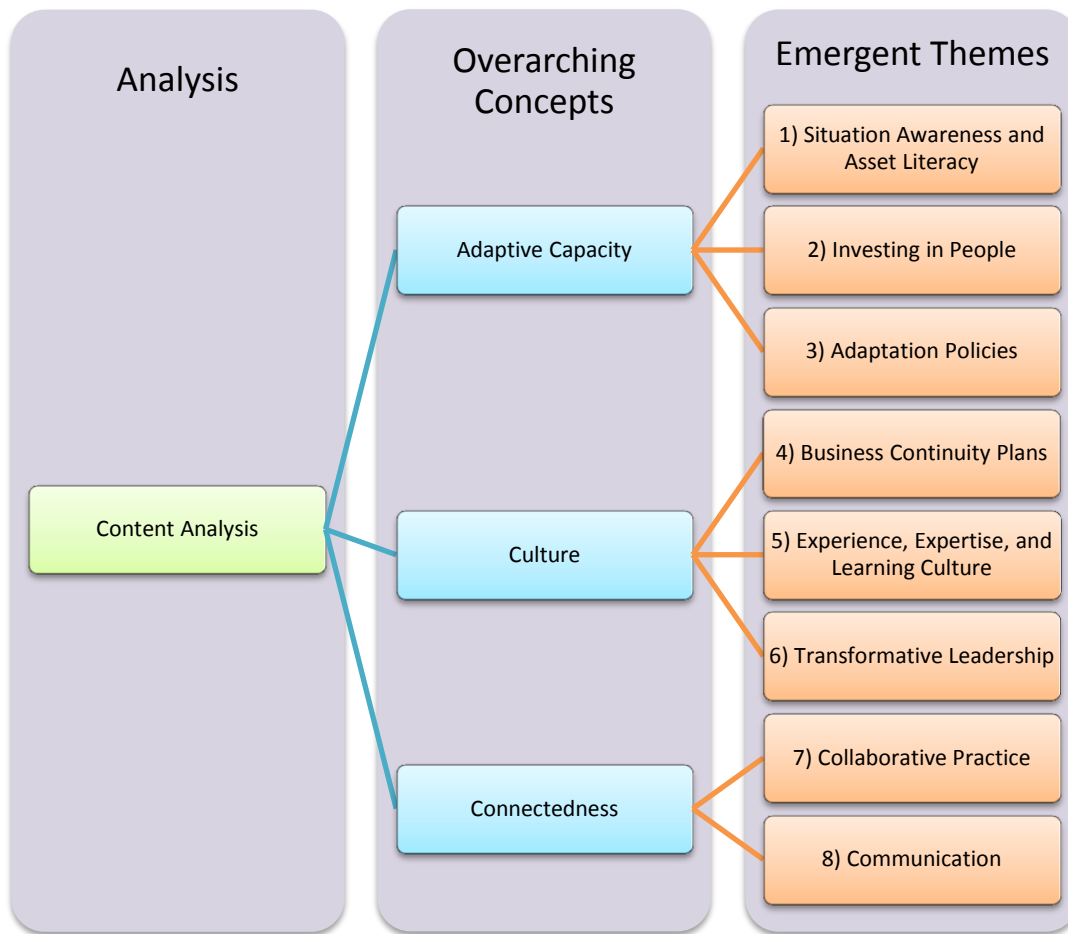 Analysis
Content Analysis
Overarching
Concepts
Adaptive Capacity
Culture
Connectedness
Emergent Themes
1) Situation Awareness and
Asset Literacy
2) Investing in People
3) Adaptation Policies
4) Business Continuity Plans
5) Experience, Expertise, and
Learning Culture
6) Transformative Leadership
7) Collaborative Practice
8) Communication